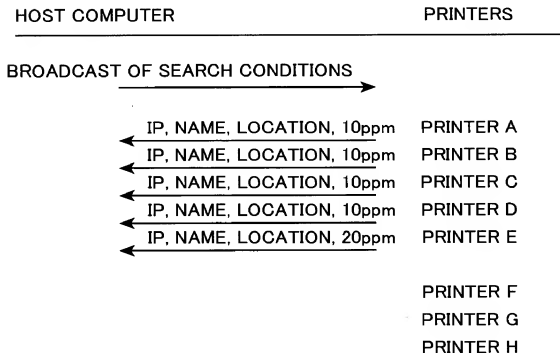 HOST COMPUTER PRINTERS
BROADCAST OF SEARCH CONDITIONS
IP, NAME, LOCATION, 10ppm PRINTER A
IP, NAME, LOCATION, 10ppm PRINTER B
IP, NAME, LOCATION, 10ppm PRINTER C
IP, NAME, LOCATION, 10ppm PRINTER D
IP, NAME, LOCATION, 20ppm PRINTER E
PRINTER F
PRINTER G
PRINTER H